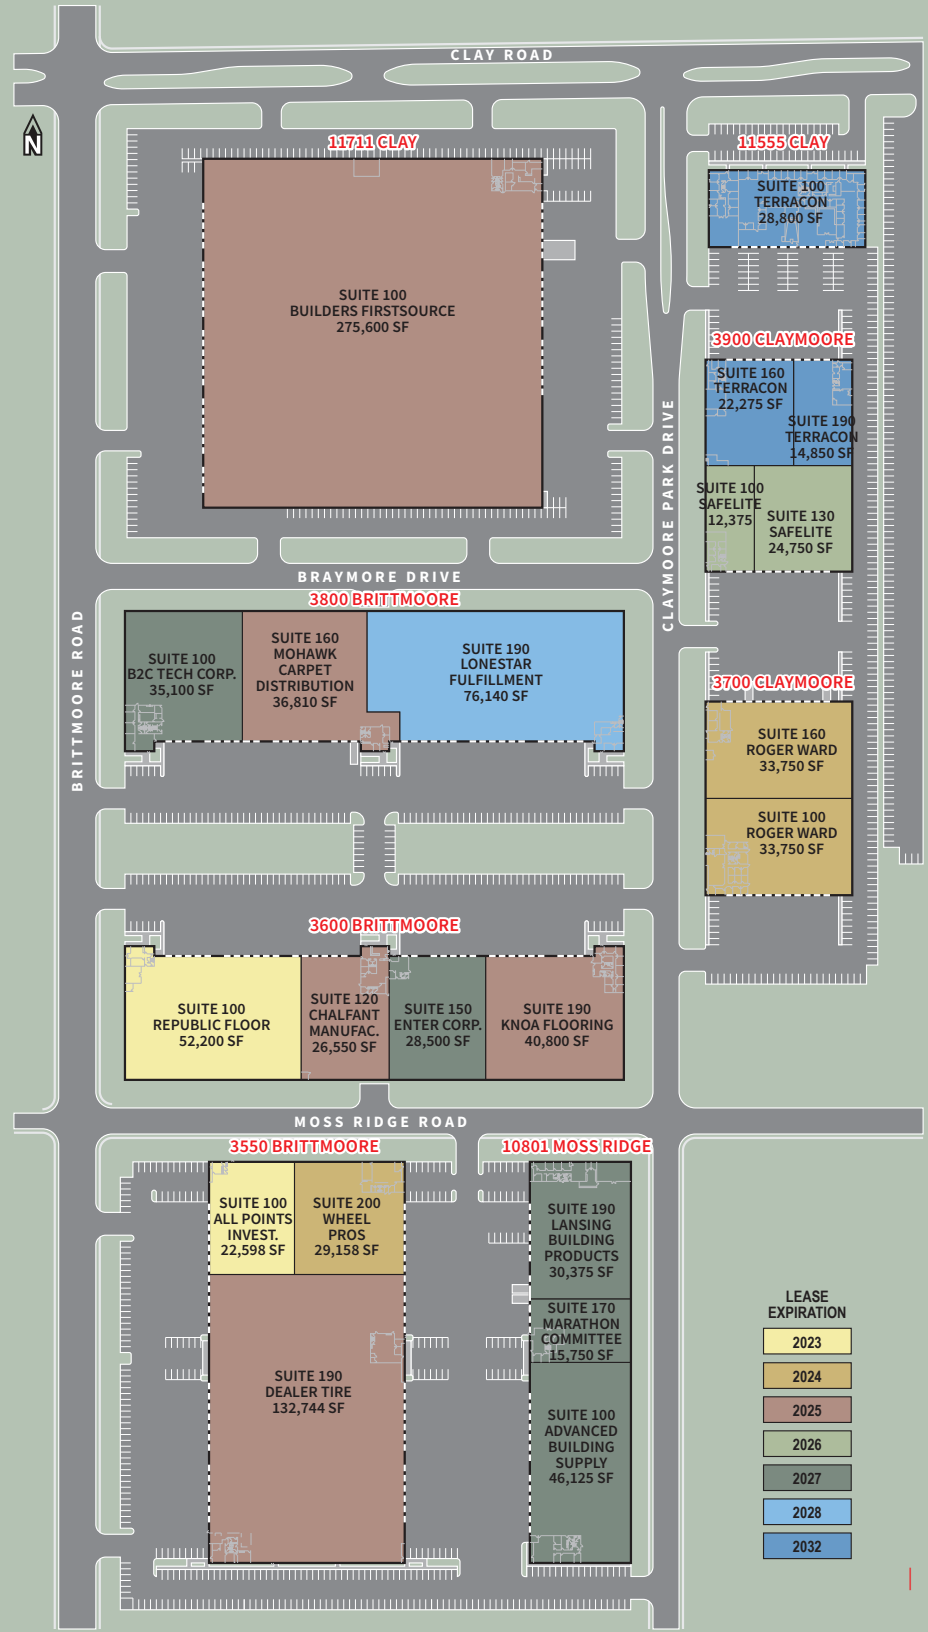 CLAY ROAD
N
11711 CLAY
11555 CLAY
SUITE 100
TERRACON
28,800 SF
SUITE 100
BUILDERS FIRSTSOURCE
275,600 SF
3900 CLAYMOORE
SUITE 160
TERRACON
22,275 SF
SUITE 190
TERRACON
14,850 SF
SUITE 100
SAFELITE
12,375
SUITE 130
SAFELITE
24,750 SF
CLAYMOORE PARK DRIVE
BRAYMORE DRIVE
BRITTMOORE ROAD
3800 BRITTMOORE
SUITE 100
B2C TECH CORP.
35,100 SF
SUITE 160
MOHAWK
CARPET
DISTRIBUTION
36,810 SF
SUITE 190
LONESTAR
FULFILLMENT
76,140 SF
3700 CLAYMOORE
SUITE 160
ROGER WARD
33,750 SF
SUITE 100
ROGER WARD
33,750 SF
3600 BRITTMOORE
SUITE 100
REPUBLIC FLOOR
52,200 SF
SUITE 120
CHALFANT
MANUFAC.
26,550 SF
SUITE 150
ENTER CORP.
28,500 SF
SUITE 190
KNOA FLOORING
40,800 SF
MOSS RIDGE ROAD
3550 BRITTMOORE
10801 MOSS RIDGE
SUITE 100
ALL POINTS
INVEST.
22,598 SF
SUITE 200
WHEEL
PROS
29,158 SF
SUITE 190
DEALER TIRE
132,744 SF
SUITE 190
LANSING
BUILDING
PRODUCTS
30,375 SF
SUITE 170
MARATHON
COMMITTEE
15,750 SF
SUITE 100
ADVANCED
BUILDING
SUPPLY
46,125 SF
LEASE
EXPIRATION
2023
2024
2025
2026
2027
2028
2032